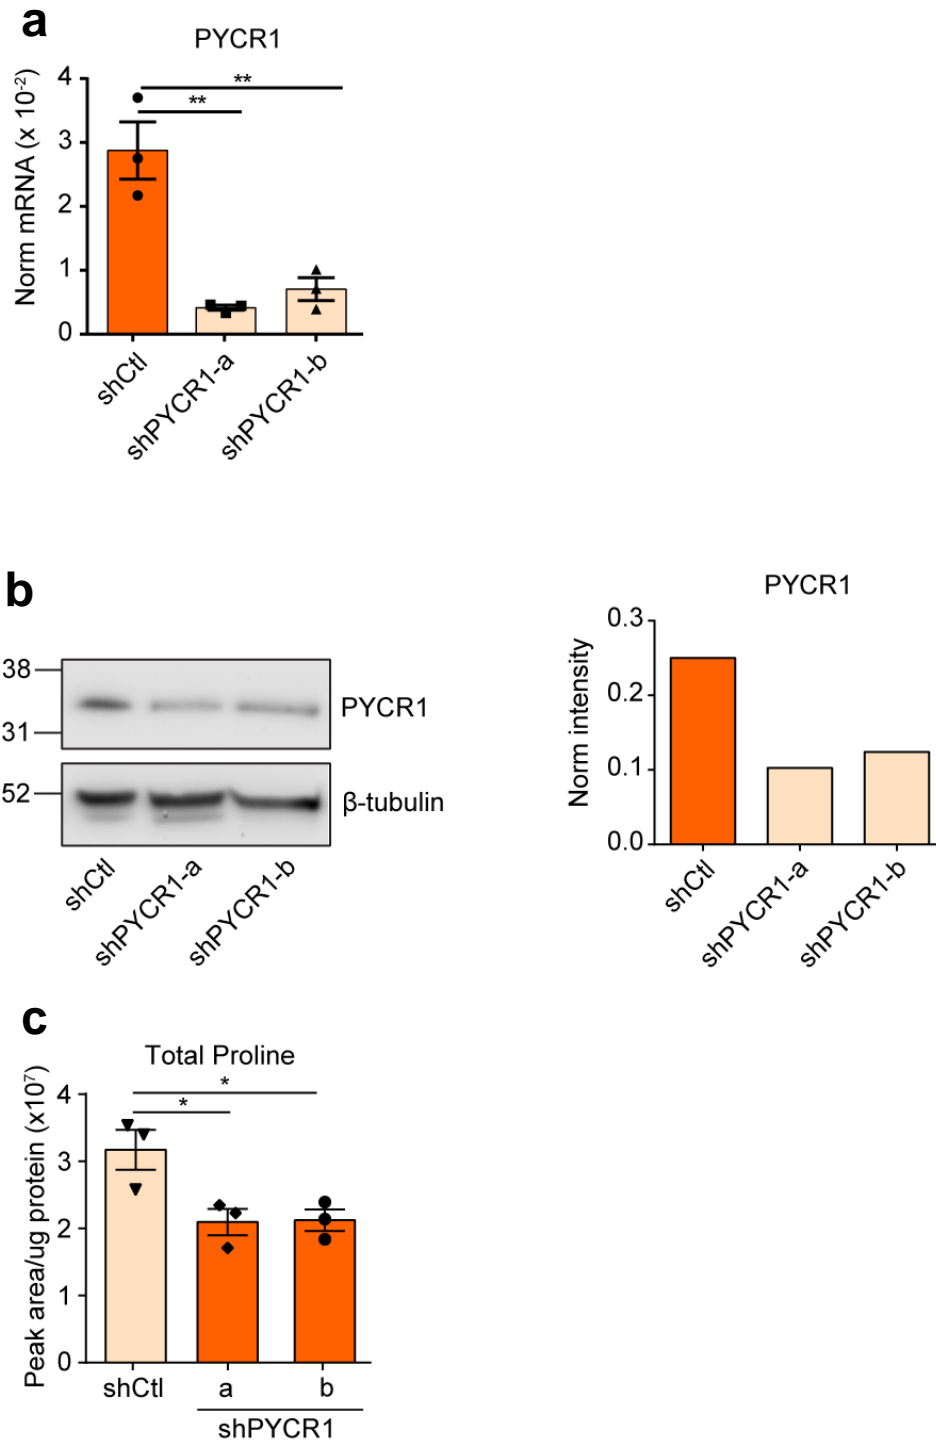 a
PYCR1
Norm mRNA (x 10⁻²)
4
3
2
1
0
**
**
shCtl
shPYCR1-a
shPYCR1-b
b
38
31
52
PYCR1
β-tubulin
shCtl
shPYCR1-a
shPYCR1-b
PYCR1
Norm intensity
0.3
0.2
0.1
0.0
shCtl
shPYCR1-a
shPYCR1-b
c
Total Proline
Peak area/ug protein (x10⁷)
4
3
2
1
0
*
*
shCtl
a
b
shPYCR1